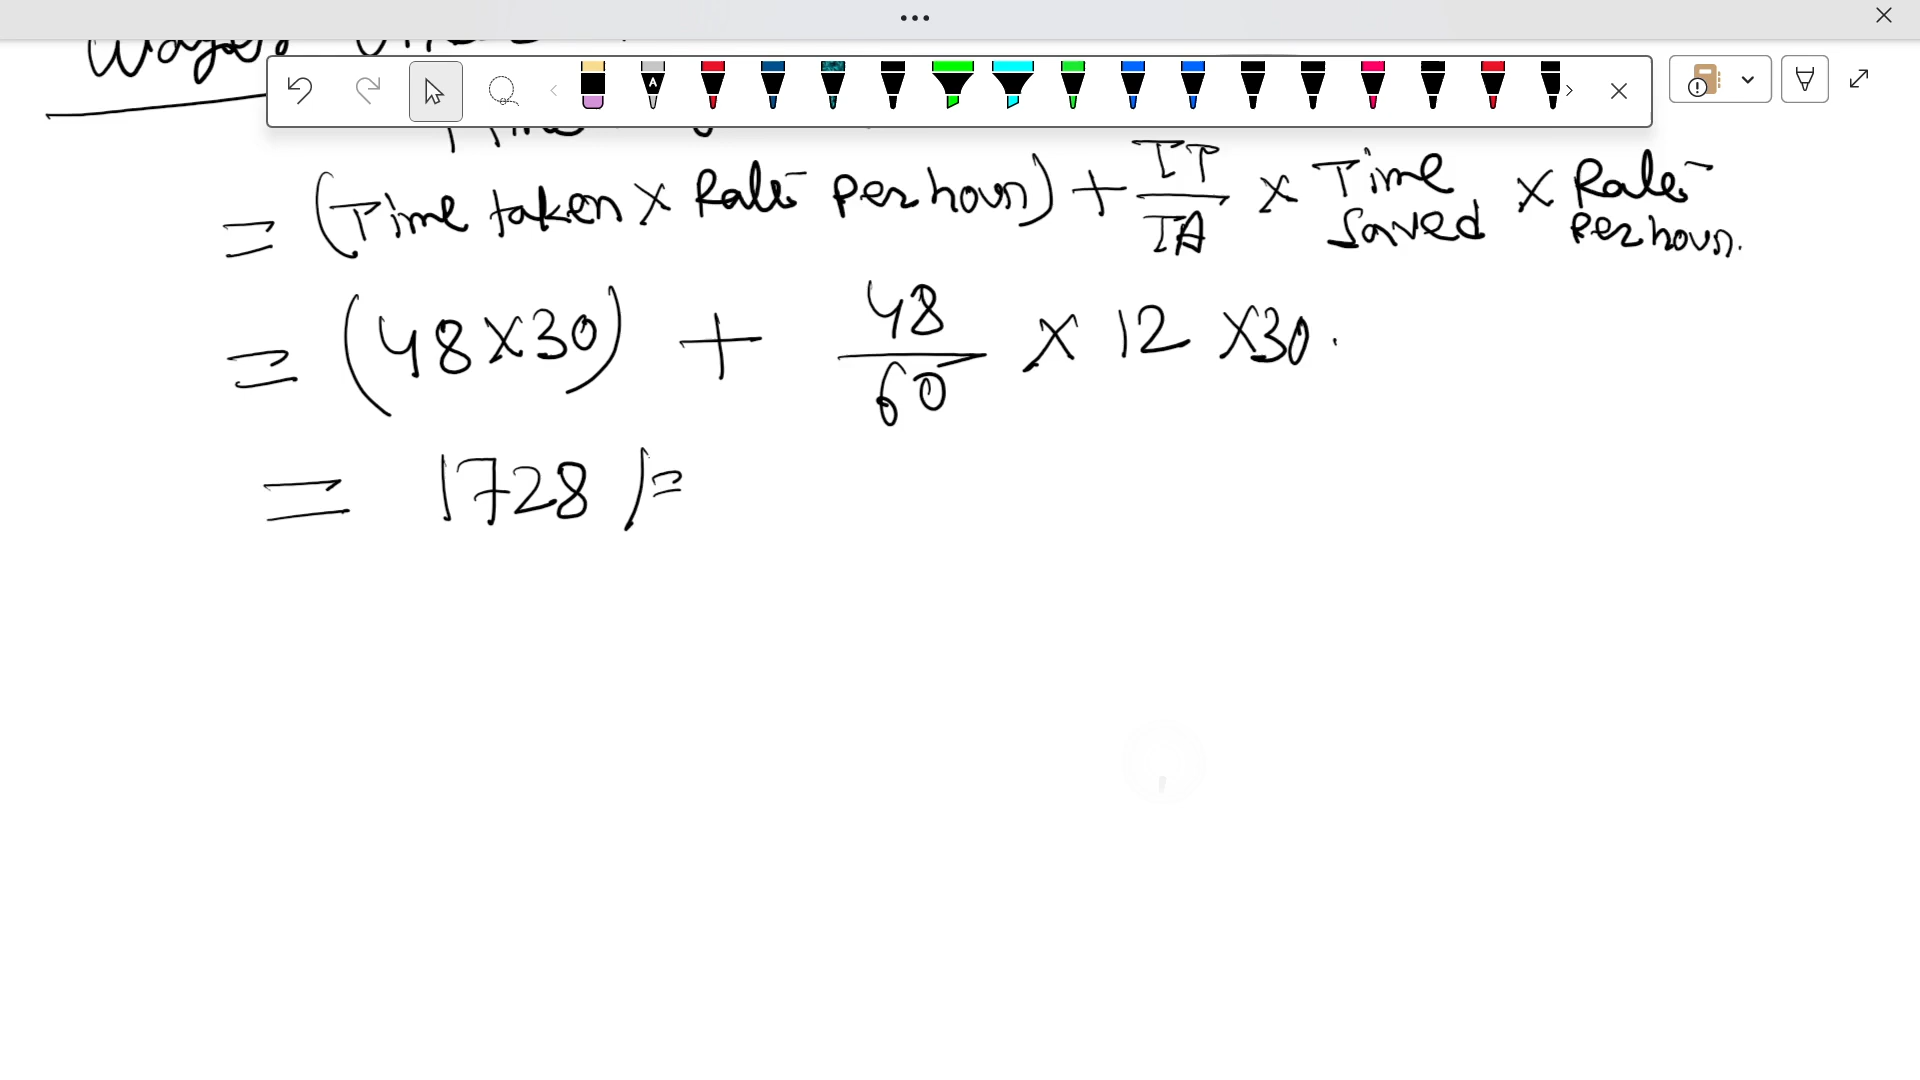 Wages
= (Time taken × Rate per hour) + TT/TA × Time saved × Rate per hour.
= (48×30) + 48/60 × 12 ×30.
= 1728/=